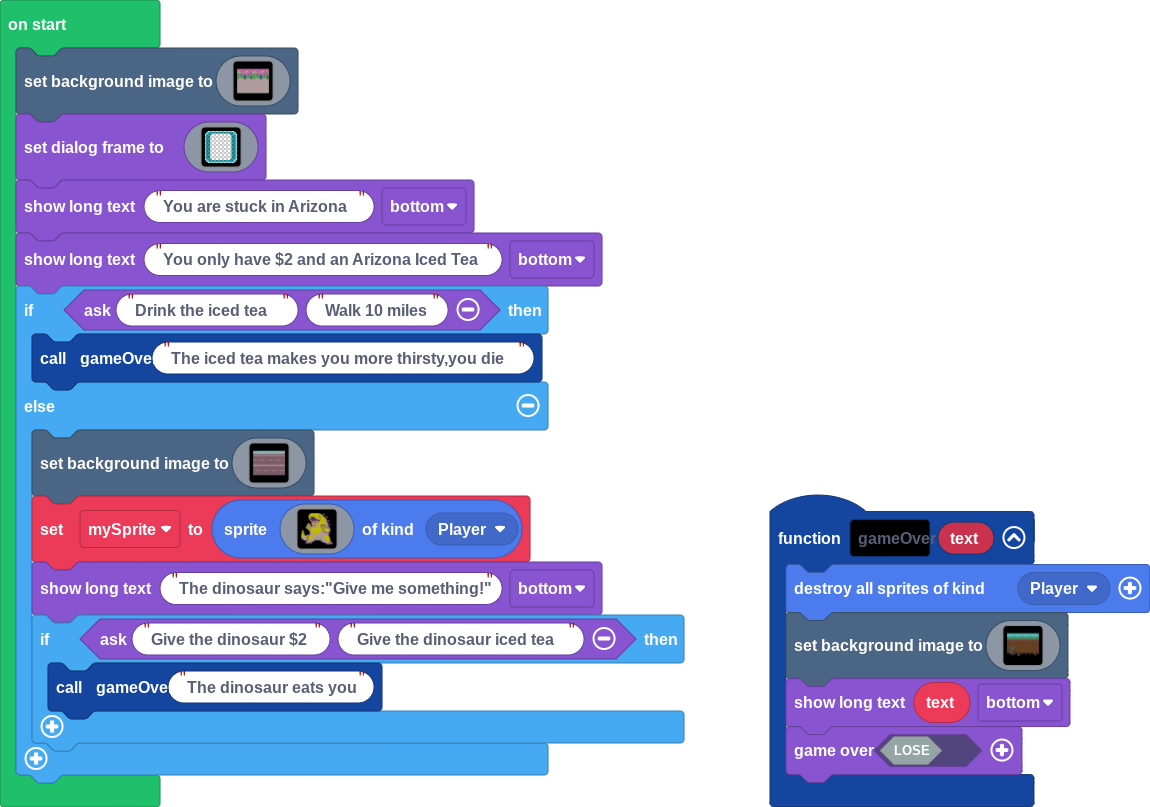 on start
set background image to
set dialog frame to
show long text "You are stuck in Arizona" bottom
show long text "You only have $2 and an Arizona Iced Tea" bottom
if ask "Drink the iced tea" "Walk 10 miles" then
call gameOve "The iced tea makes you more thirsty,you die"
else
set background image to
set mySprite to sprite of kind Player
show long text "The dinosaur says:"Give me something!"" bottom
if ask "Give the dinosaur $2" "Give the dinosaur iced tea" then
call gameOve "The dinosaur eats you"
function gameOver text
destroy all sprites of kind Player
set background image to
show long text text bottom
game over LOSE